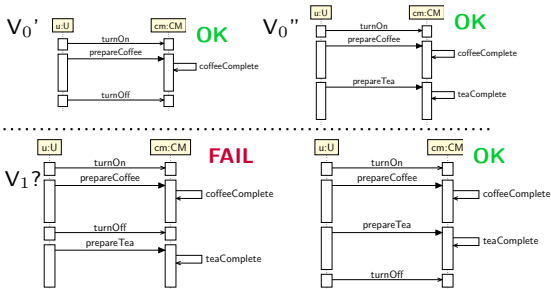 V0' u:U cm:CM OK
turnOn
prepareCoffee
coffeeComplete
turnOff
V0'' u:U cm:CM OK
turnOn
prepareCoffee
coffeeComplete
prepareTea
teaComplete
V1? u:U cm:CM FAIL
turnOn
prepareCoffee
coffeeComplete
turnOff
prepareTea
teaComplete
u:U cm:CM OK
turnOn
prepareCoffee
coffeeComplete
prepareTea
teaComplete
turnOff